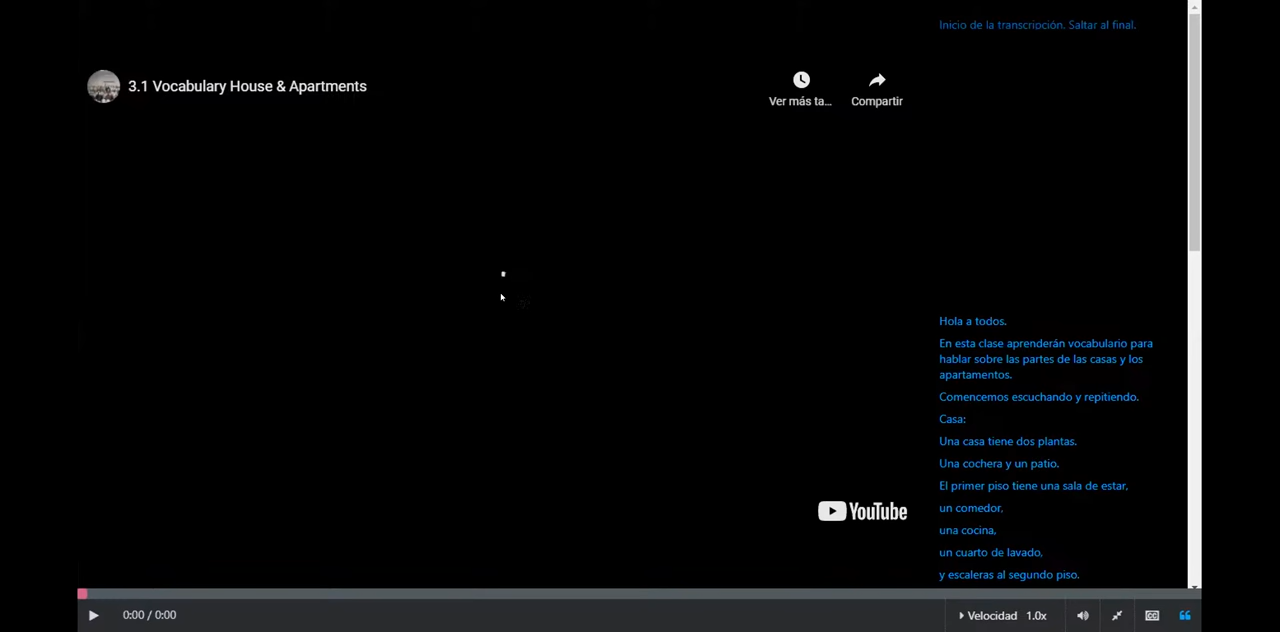 Inicio de la transcripción. Saltar al final.
3.1 Vocabulary House & Apartments
Ver más ta...
Compartir
Hola a todos.
En esta clase aprenderán vocabulario para
hablar sobre las partes de las casas y los
apartamentos.
Comencemos escuchando y repitiendo.
Casa:
Una casa tiene dos plantas.
Una cochera y un patio.
El primer piso tiene una sala de estar,
un comedor,
una cocina,
un cuarto de lavado,
y escaleras al segundo piso.
YouTube
0:00 / 0:00
Velocidad 1.0x
CC